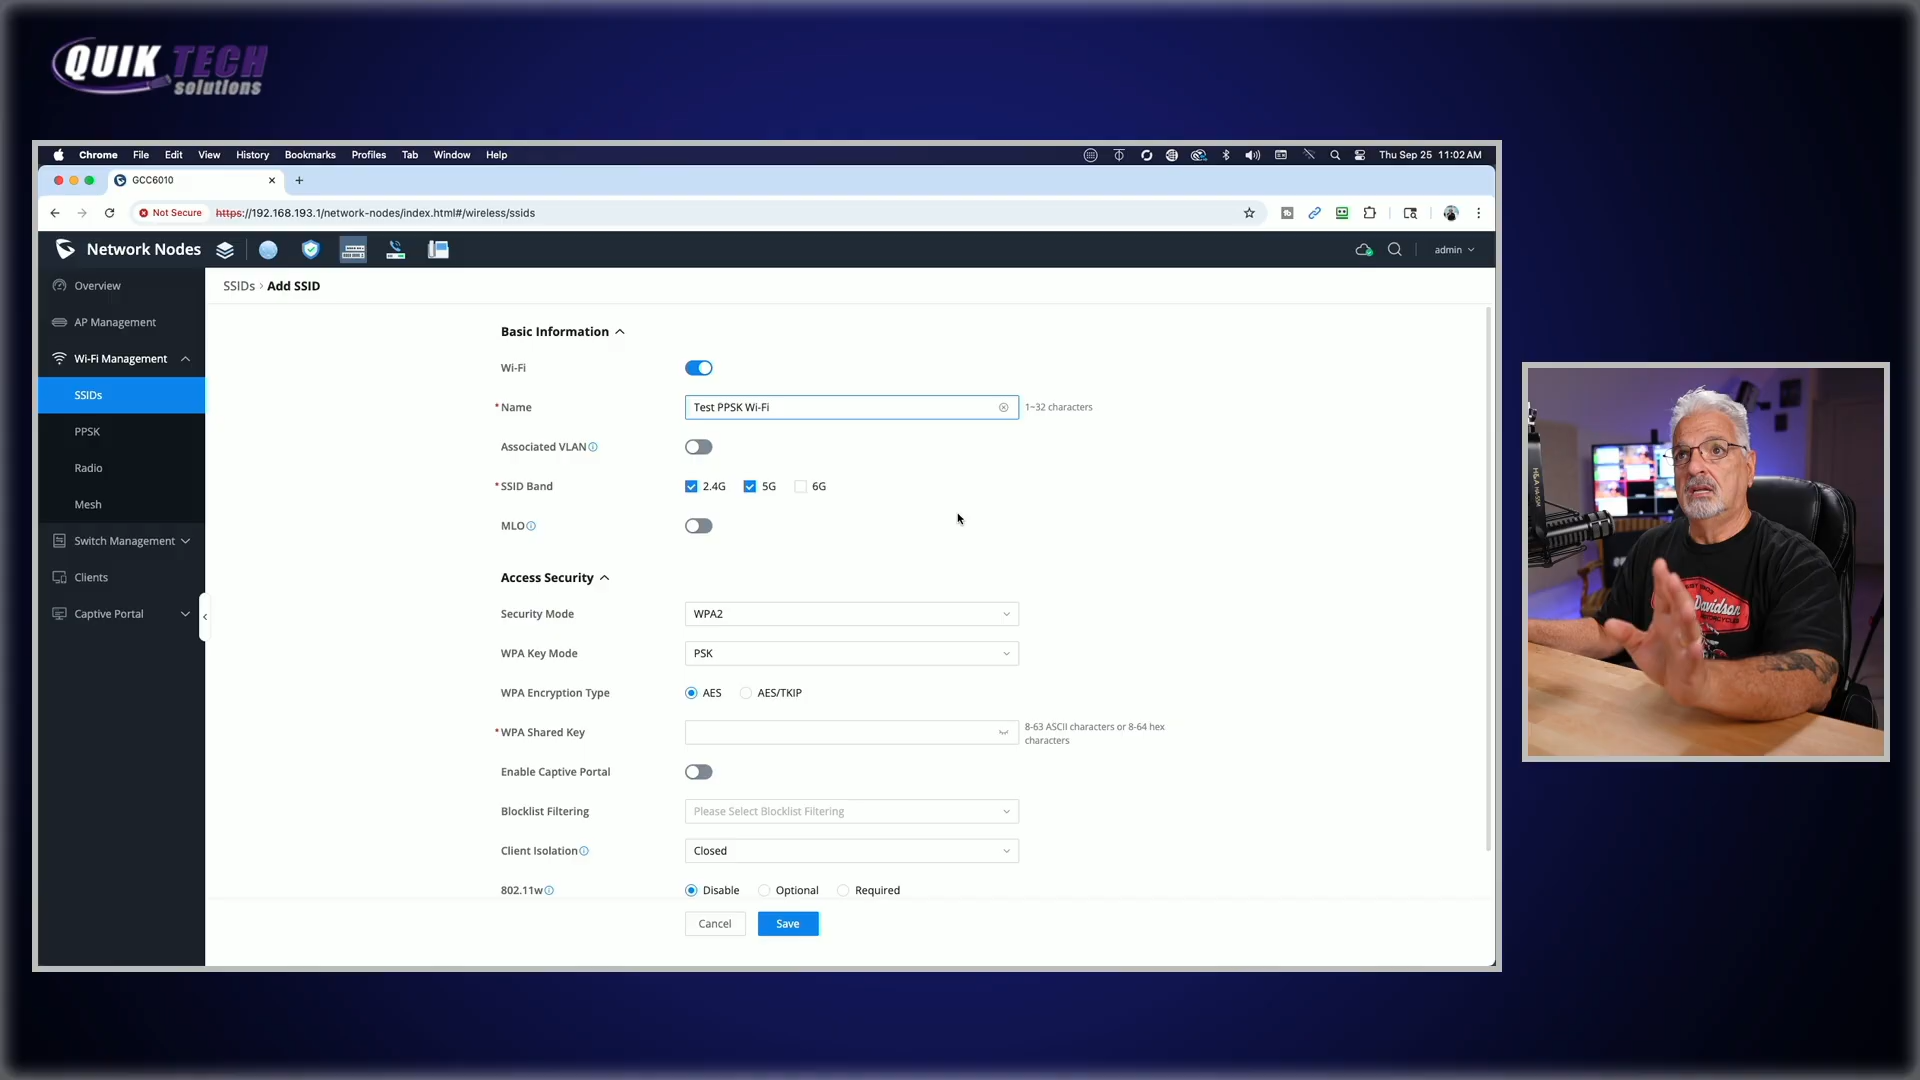 QUIK TECH
solutions
Chrome File Edit View History Bookmarks Profiles Tab Window Help Thu Sep 25 11:02 AM
GCC6010
Not Secure https://192.168.193.1/network-nodes/index.html#/wireless/ssids
Network Nodes admin
Overview
AP Management
Wi-Fi Management
SSIDs
PPSK
Radio
Mesh
Switch Management
Clients
Captive Portal
SSIDs › Add SSID
Basic Information
Wi-Fi
*Name Test PPSK Wi-Fi 1~32 characters
Associated VLAN
*SSID Band 2.4G 5G 6G
MLO
Access Security
Security Mode WPA2
WPA Key Mode PSK
WPA Encryption Type AES AES/TKIP
*WPA Shared Key 8-63 ASCII characters or 8-64 hex
characters
Enable Captive Portal
Blocklist Filtering Please Select Blocklist Filtering
Client Isolation Closed
802.11w Disable Optional Required
Cancel Save
Davidson